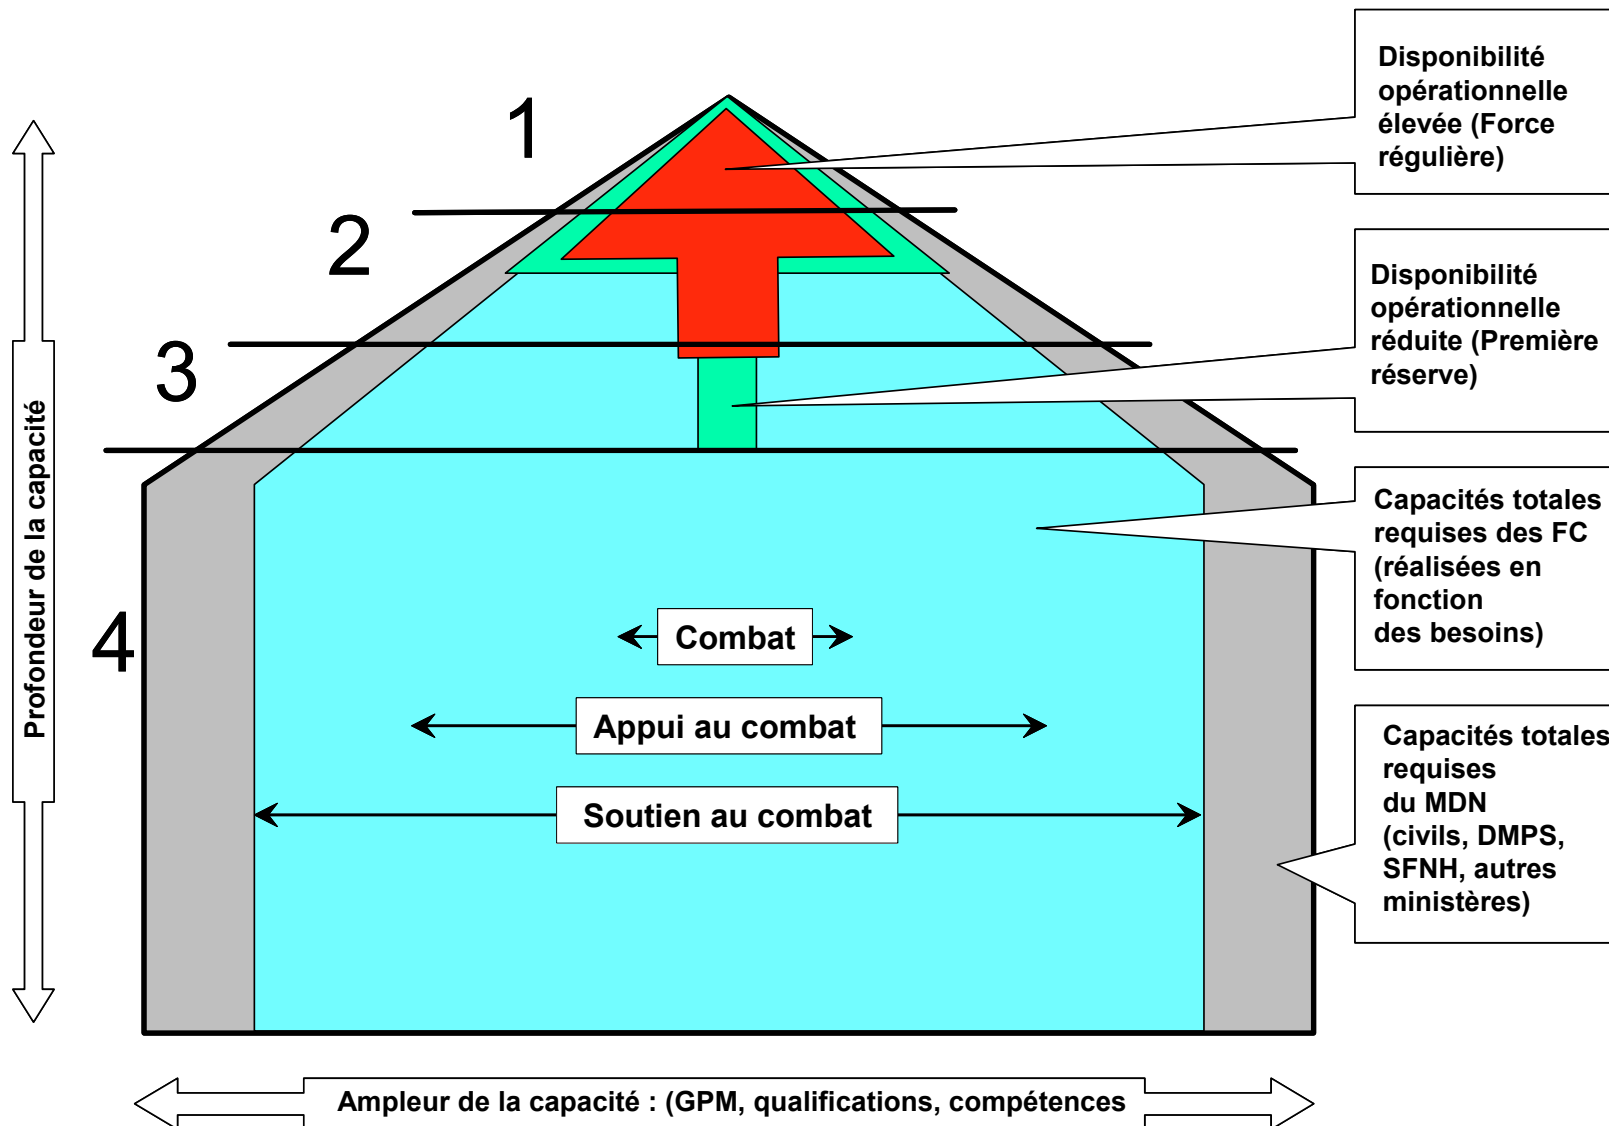 1
2
3
4
Profondeur de la capacité
Disponibilité
opérationnelle
élevée (Force
régulière)
Disponibilité
opérationnelle
réduite (Première
réserve)
Capacités totales
requises des FC
(réalisées en
fonction
des besoins)
Capacités totales
requises
du MDN
(civils, DMPS,
SFNH, autres
ministères)
Combat
Appui au combat
Soutien au combat
Ampleur de la capacité : (GPM, qualifications, compétences